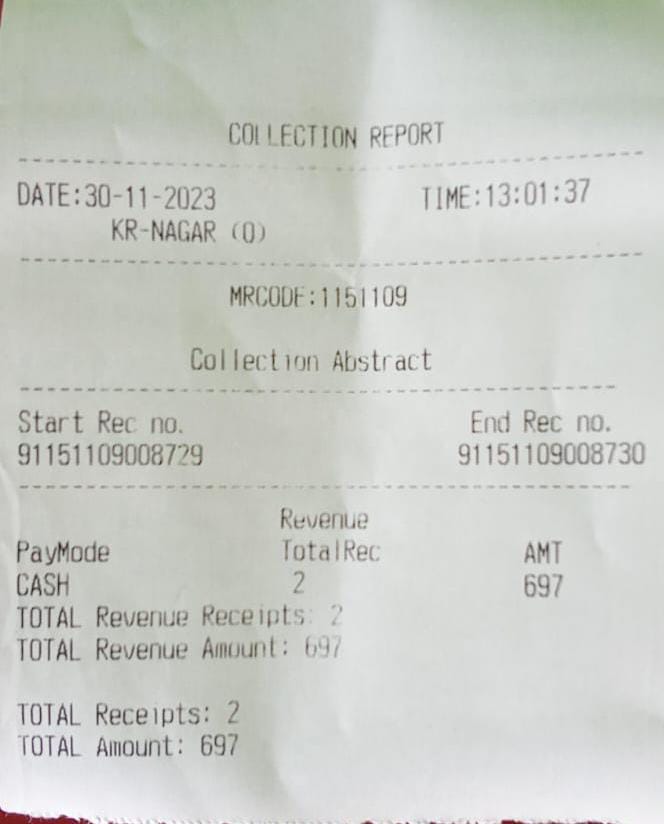 COLLECTION REPORT
DATE:30-11-2023 TIME:13:01:37
KR-NAGAR (O)
MRCODE:1151109
Collection Abstract
Start Rec no. End Rec no.
91151109008729 91151109008730
Revenue
PayMode TotalRec AMT
CASH 2 697
TOTAL Revenue Receipts: 2
TOTAL Revenue Amount: 697
TOTAL Receipts: 2
TOTAL Amount: 697